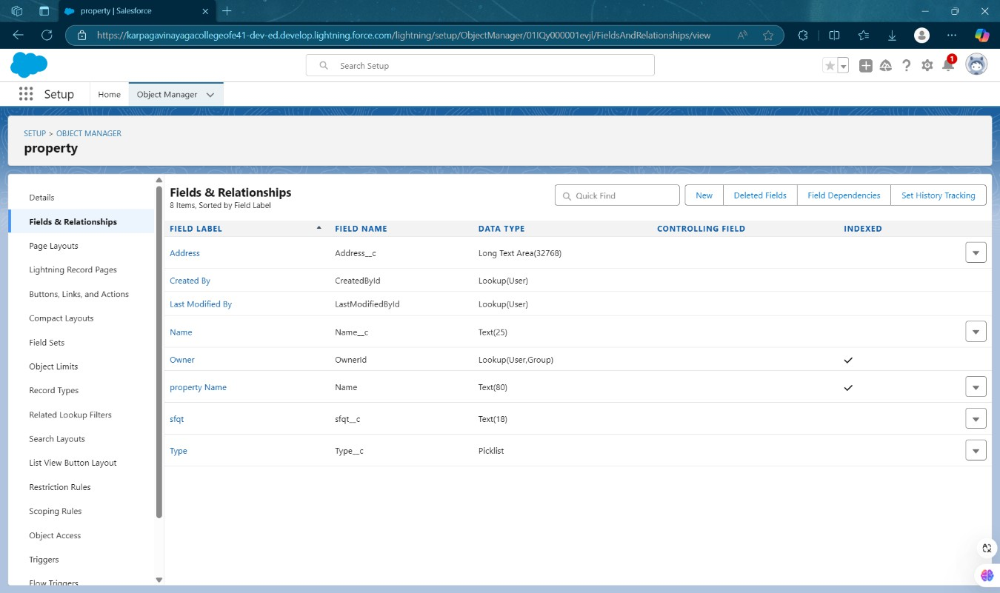 property | Salesforce
https://karpagavinayagacollegeofe41-dev-ed.develop.lightning.force.com/lightning/setup/ObjectManager/01IQy000001evjl/FieldsAndRelationships/view
Search Setup
1
Setup
Home
Object Manager
SETUP > OBJECT MANAGER
property
Details
Fields & Relationships
Page Layouts
Lightning Record Pages
Buttons, Links, and Actions
Compact Layouts
Field Sets
Object Limits
Record Types
Related Lookup Filters
Search Layouts
List View Button Layout
Restriction Rules
Scoping Rules
Object Access
Triggers
Flow Triggers
Fields & Relationships
8 Items, Sorted by Field Label
Quick Find
New
Deleted Fields
Field Dependencies
Set History Tracking
FIELD LABEL FIELD NAME DATA TYPE CONTROLLING FIELD INDEXED
Address Address__c Long Text Area(32768)
Created By CreatedById Lookup(User)
Last Modified By LastModifiedById Lookup(User)
Name Name__c Text(25)
Owner OwnerId Lookup(User,Group)
property Name Name Text(80)
sfqt sfqt__c Text(18)
Type Type__c Picklist